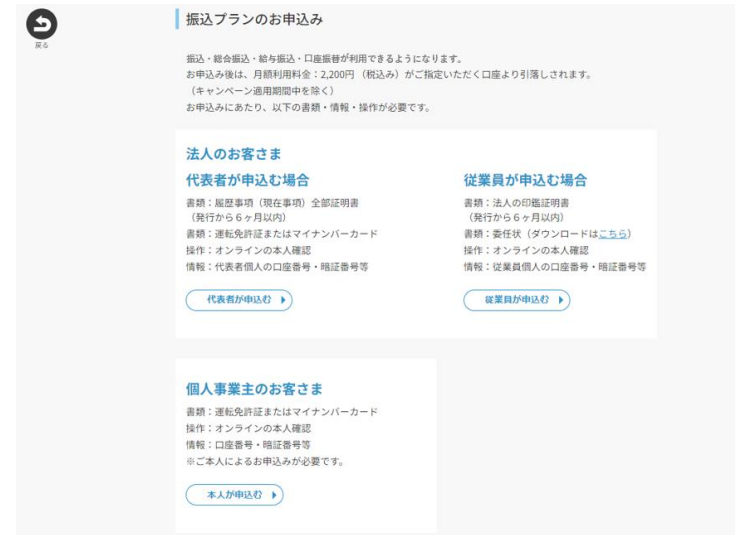 戻る
振込プランのお申込み
振込・総合振込・給与振込・口座振替が利用できるようになります。
お申込み後は、月額利用料金：2,200円（税込み）がご指定いただく口座より引落しされます。
（キャンペーン適用期間中を除く）
お申込みにあたり、以下の書類・情報・操作が必要です。
法人のお客さま
代表者が申込む場合
書類：履歴事項（現在事項）全部証明書
（発行から６ヶ月以内）
書類：運転免許証またはマイナンバーカード
操作：オンラインの本人確認
情報：代表者個人の口座番号・暗証番号等
代表者が申込む
従業員が申込む場合
書類：法人の印鑑証明書
（発行から６ヶ月以内）
書類：委任状（ダウンロードはこちら）
操作：オンラインの本人確認
情報：従業員個人の口座番号・暗証番号等
従業員が申込む
個人事業主のお客さま
書類：運転免許証またはマイナンバーカード
操作：オンラインの本人確認
情報：口座番号・暗証番号等
※ご本人によるお申込みが必要です。
本人が申込む